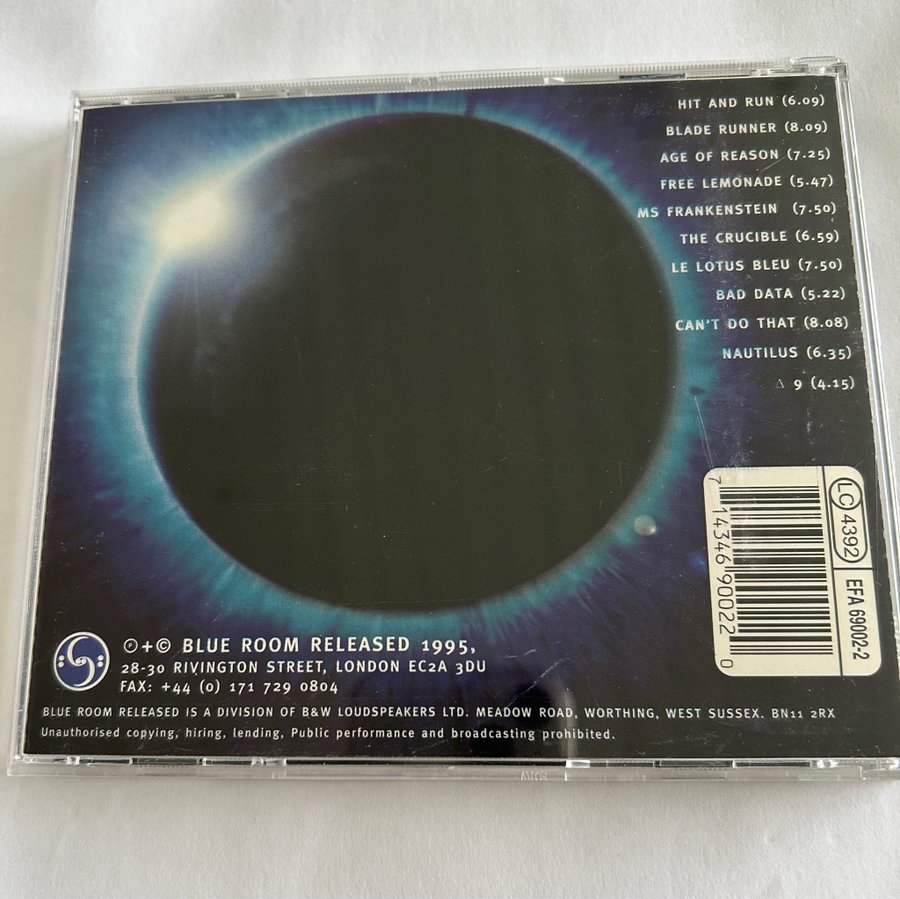 HIT AND RUN (6.09)
BLADE RUNNER (8.09)
AGE OF REASON (7.25)
FREE LEMONADE (5.47)
MS FRANKENSTEIN (7.50)
THE CRUCIBLE (6.59)
LE LOTUS BLEU (7.50)
BAD DATA (5.22)
CAN'T DO THAT (8.08)
NAUTILUS (6.35)
Δ 9 (4.15)
LC 4392
EFA 69002-2
7 14346 90022 0
℗+© BLUE ROOM RELEASED 1995,
28-30 RIVINGTON STREET, LONDON EC2A 3DU
FAX: +44 (0) 171 729 0804
BLUE ROOM RELEASED IS A DIVISION OF B&W LOUDSPEAKERS LTD. MEADOW ROAD, WORTHING, WEST SUSSEX. BN11 2RX
Unauthorised copying, hiring, lending, Public performance and broadcasting prohibited.